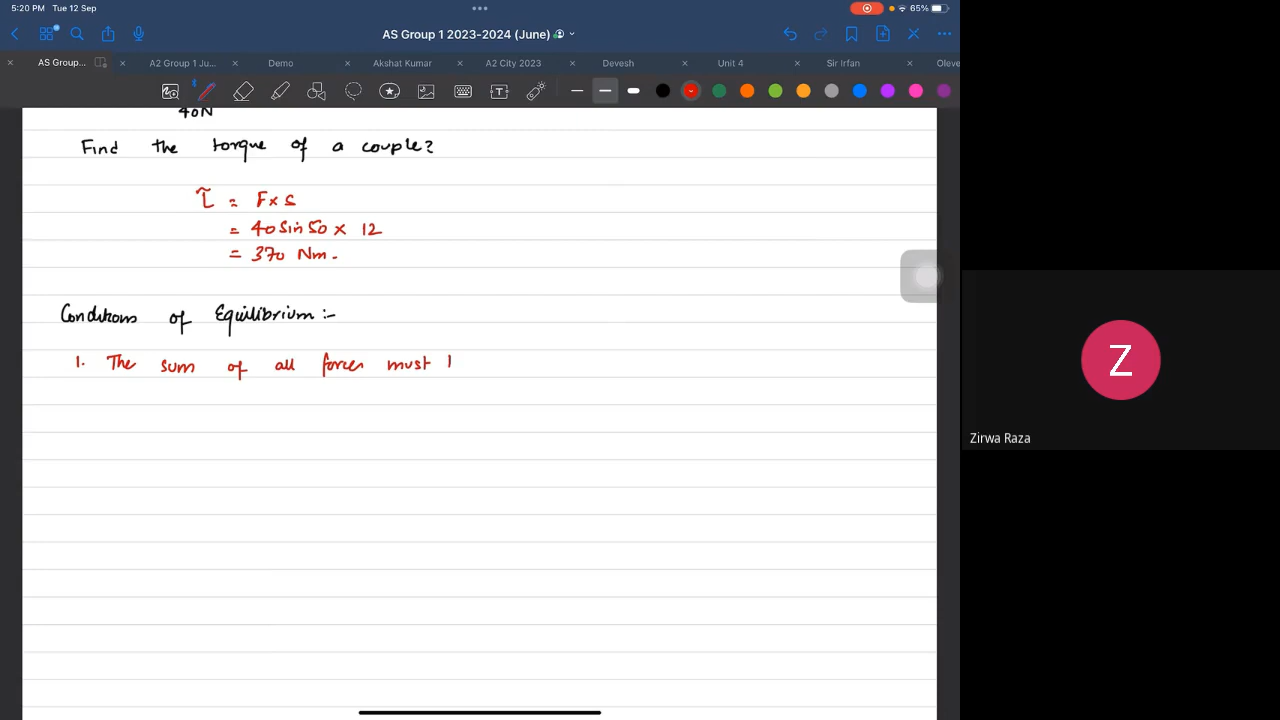 5:20 PM Tue 12 Sep
65%
AS Group 1 2023-2024 (June)
AS Group...
A2 Group 1 Ju...
Demo
Akshat Kumar
A2 City 2023
Devesh
Unit 4
Sir Irfan
Oleve
40N
Find the torque of a couple?
τ = F x s
= 40 Sin 50 x 12
= 370 Nm.
Conditions of Equilibrium :-
1. The sum of all forces must
Z
Zirwa Raza